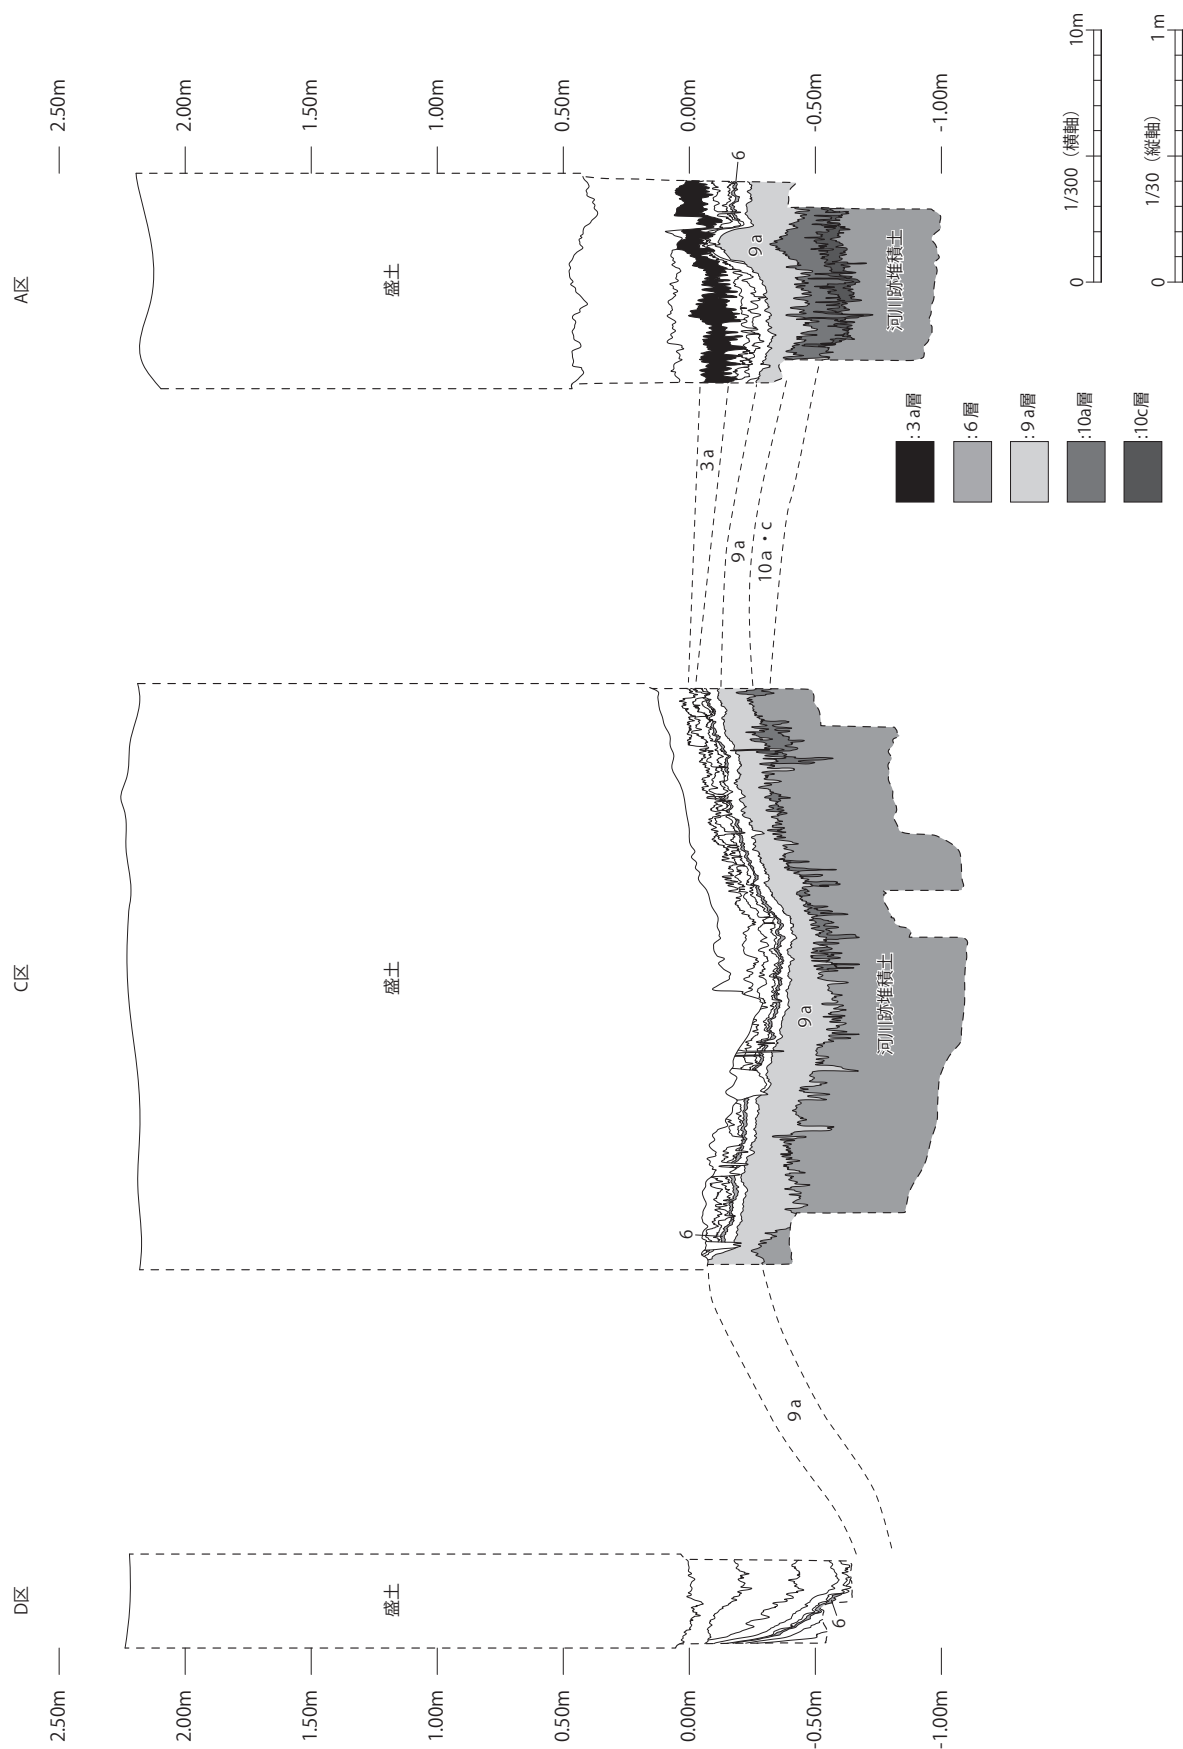 D区
C区
A区
2.50m
2.00m
1.50m
1.00m
0.50m
0.00m
-0.50m
-1.00m
2.50m
2.00m
1.50m
1.00m
0.50m
0.00m
-0.50m
-1.00m
盛土
盛土
盛土
6
9a
6
9a
河川跡堆積土
3a
9a
10a・c
6
9a
河川跡堆積土
:3a層
:6層
:9a層
:10a層
:10c層
0
1/300(横軸)
10m
0
1/30(縦軸)
1m